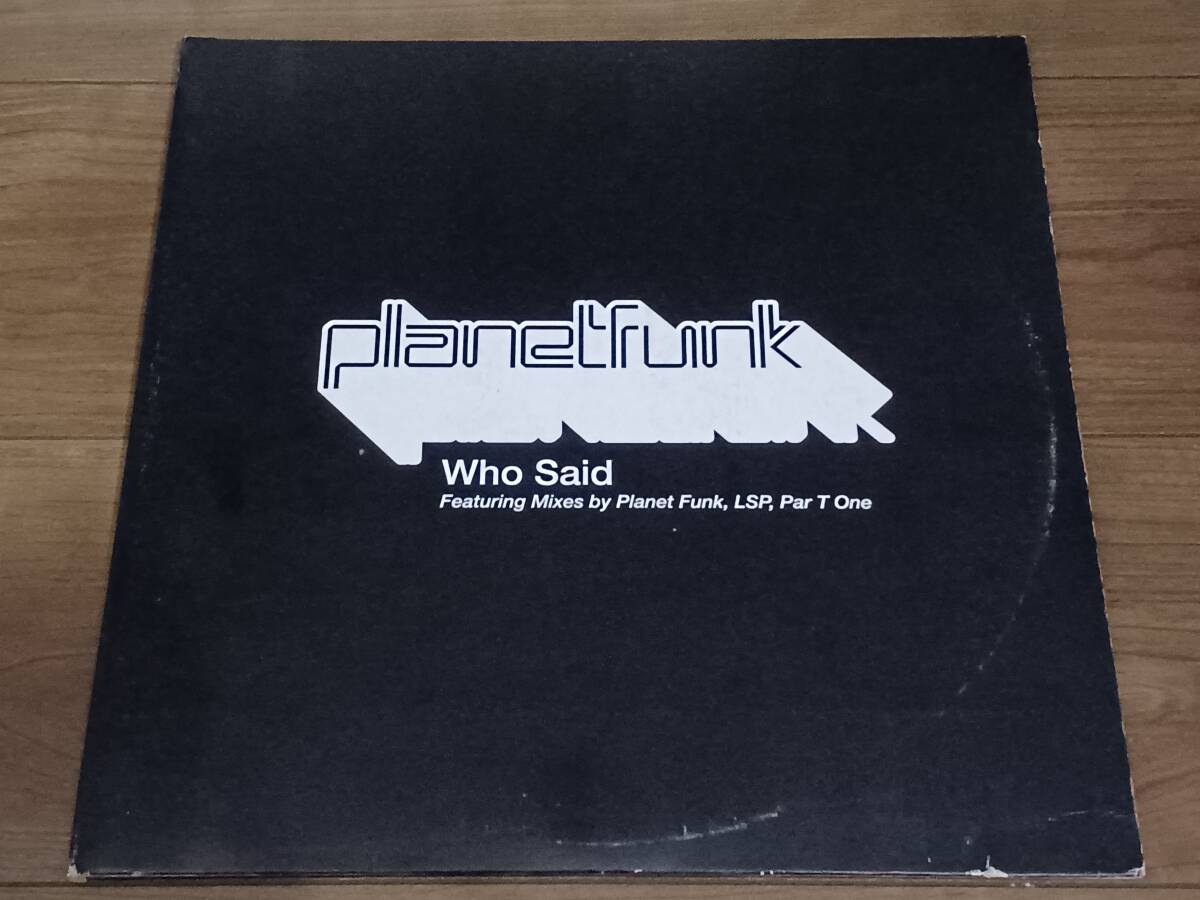 planetfunk
Who Said
Featuring Mixes by Planet Funk, LSP, Par T One